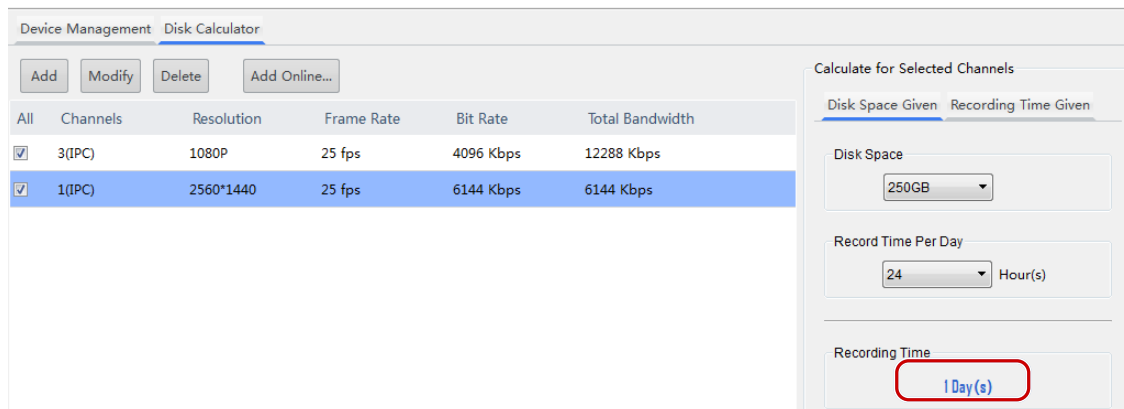 Device Management Disk Calculator
Add Modify Delete Add Online...
All Channels Resolution Frame Rate Bit Rate Total Bandwidth
3(IPC) 1080P 25 fps 4096 Kbps 12288 Kbps
1(IPC) 2560*1440 25 fps 6144 Kbps 6144 Kbps
Calculate for Selected Channels
Disk Space Given Recording Time Given
Disk Space
250GB
Record Time Per Day
24 Hour(s)
Recording Time
1 Day(s)